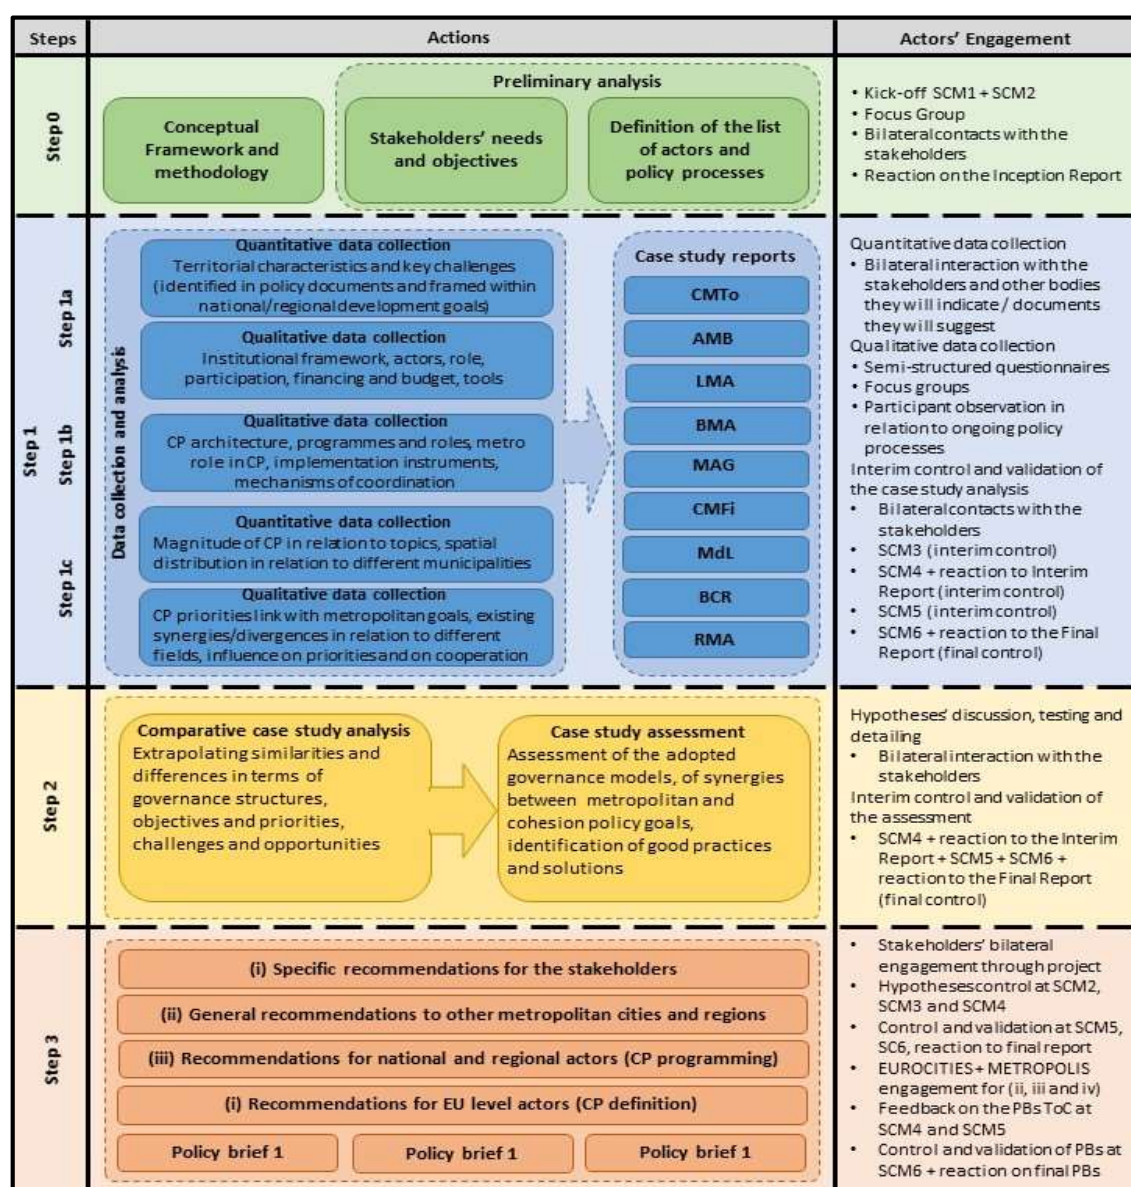 Steps
Actions
Actors' Engagement
Step 0
Preliminary analysis
Conceptual
Framework and
methodology
Stakeholders' needs
and objectives
Definition of the list
of actors and
policy processes
• Kick-off SCM1 + SCM2
• Focus Group
• Bilateral contacts with the
stakeholders
• Reaction on the Inception Report
Step 1
Step 1a
Step 1b
Step 1c
Data collection and analysis
Quantitative data collection
Territorial characteristics and key challenges
(identified in policy documents and framed within
national/regional development goals)
Qualitative data collection
Institutional framework, actors, role,
participation, financing and budget, tools
Qualitative data collection
CP architecture, programmes and roles, metro
role in CP, implementation instruments,
mechanisms of coordination
Quantitative data collection
Magnitude of CP in relation to topics, spatial
distribution in relation to different municipalities
Qualitative data collection
CP priorities link with metropolitan goals, existing
synergies/divergences in relation to different
fields, influence on priorities and on cooperation
Case study reports
CMTo
AMB
LMA
BMA
MAG
CMFi
MdL
BCR
RMA
Quantitative data collection
• Bilateral interaction with the
stakeholders and other bodies
they will indicate / documents
they will suggest
Qualitative data collection
• Semi-structured questionnaires
• Focus groups
• Participant observation in
relation to ongoing policy
processes
Interim control and validation of
the case study analysis
• Bilateral contacts with the
stakeholders
• SCM3 (interim control)
• SCM4 + reaction to Interim
Report (interim control)
• SCM5 (interim control)
• SCM6 + reaction to the Final
Report (final control)
Step 2
Comparative case study analysis
Extrapolating similarities and
differences in terms of
governance structures,
objectives and priorities,
challenges and opportunities
Case study assessment
Assessment of the adopted
governance models, of synergies
between metropolitan and
cohesion policy goals,
identification of good practices
and solutions
Hypotheses' discussion, testing and
detailing
• Bilateral interaction with the
stakeholders
Interim control and validation of
the assessment
• SCM4 + reaction to the Interim
Report + SCM5 + SCM6 +
reaction to the Final Report
(final control)
Step 3
(i) Specific recommendations for the stakeholders
(ii) General recommendations to other metropolitan cities and regions
(iii) Recommendations for national and regional actors (CP programming)
(i) Recommendations for EU level actors (CP definition)
Policy brief 1
Policy brief 1
Policy brief 1
• Stakeholders' bilateral
engagement through project
• Hypotheses control at SCM2,
SCM3 and SCM4
• Control and validation at SCM5,
SC6, reaction to final report
• EUROCITIES + METROPOLIS
engagement for (ii, iii and iv)
• Feedback on the PBs ToC at
SCM4 and SCM5
• Control and validation of PBs at
SCM6 + reaction on final PBs